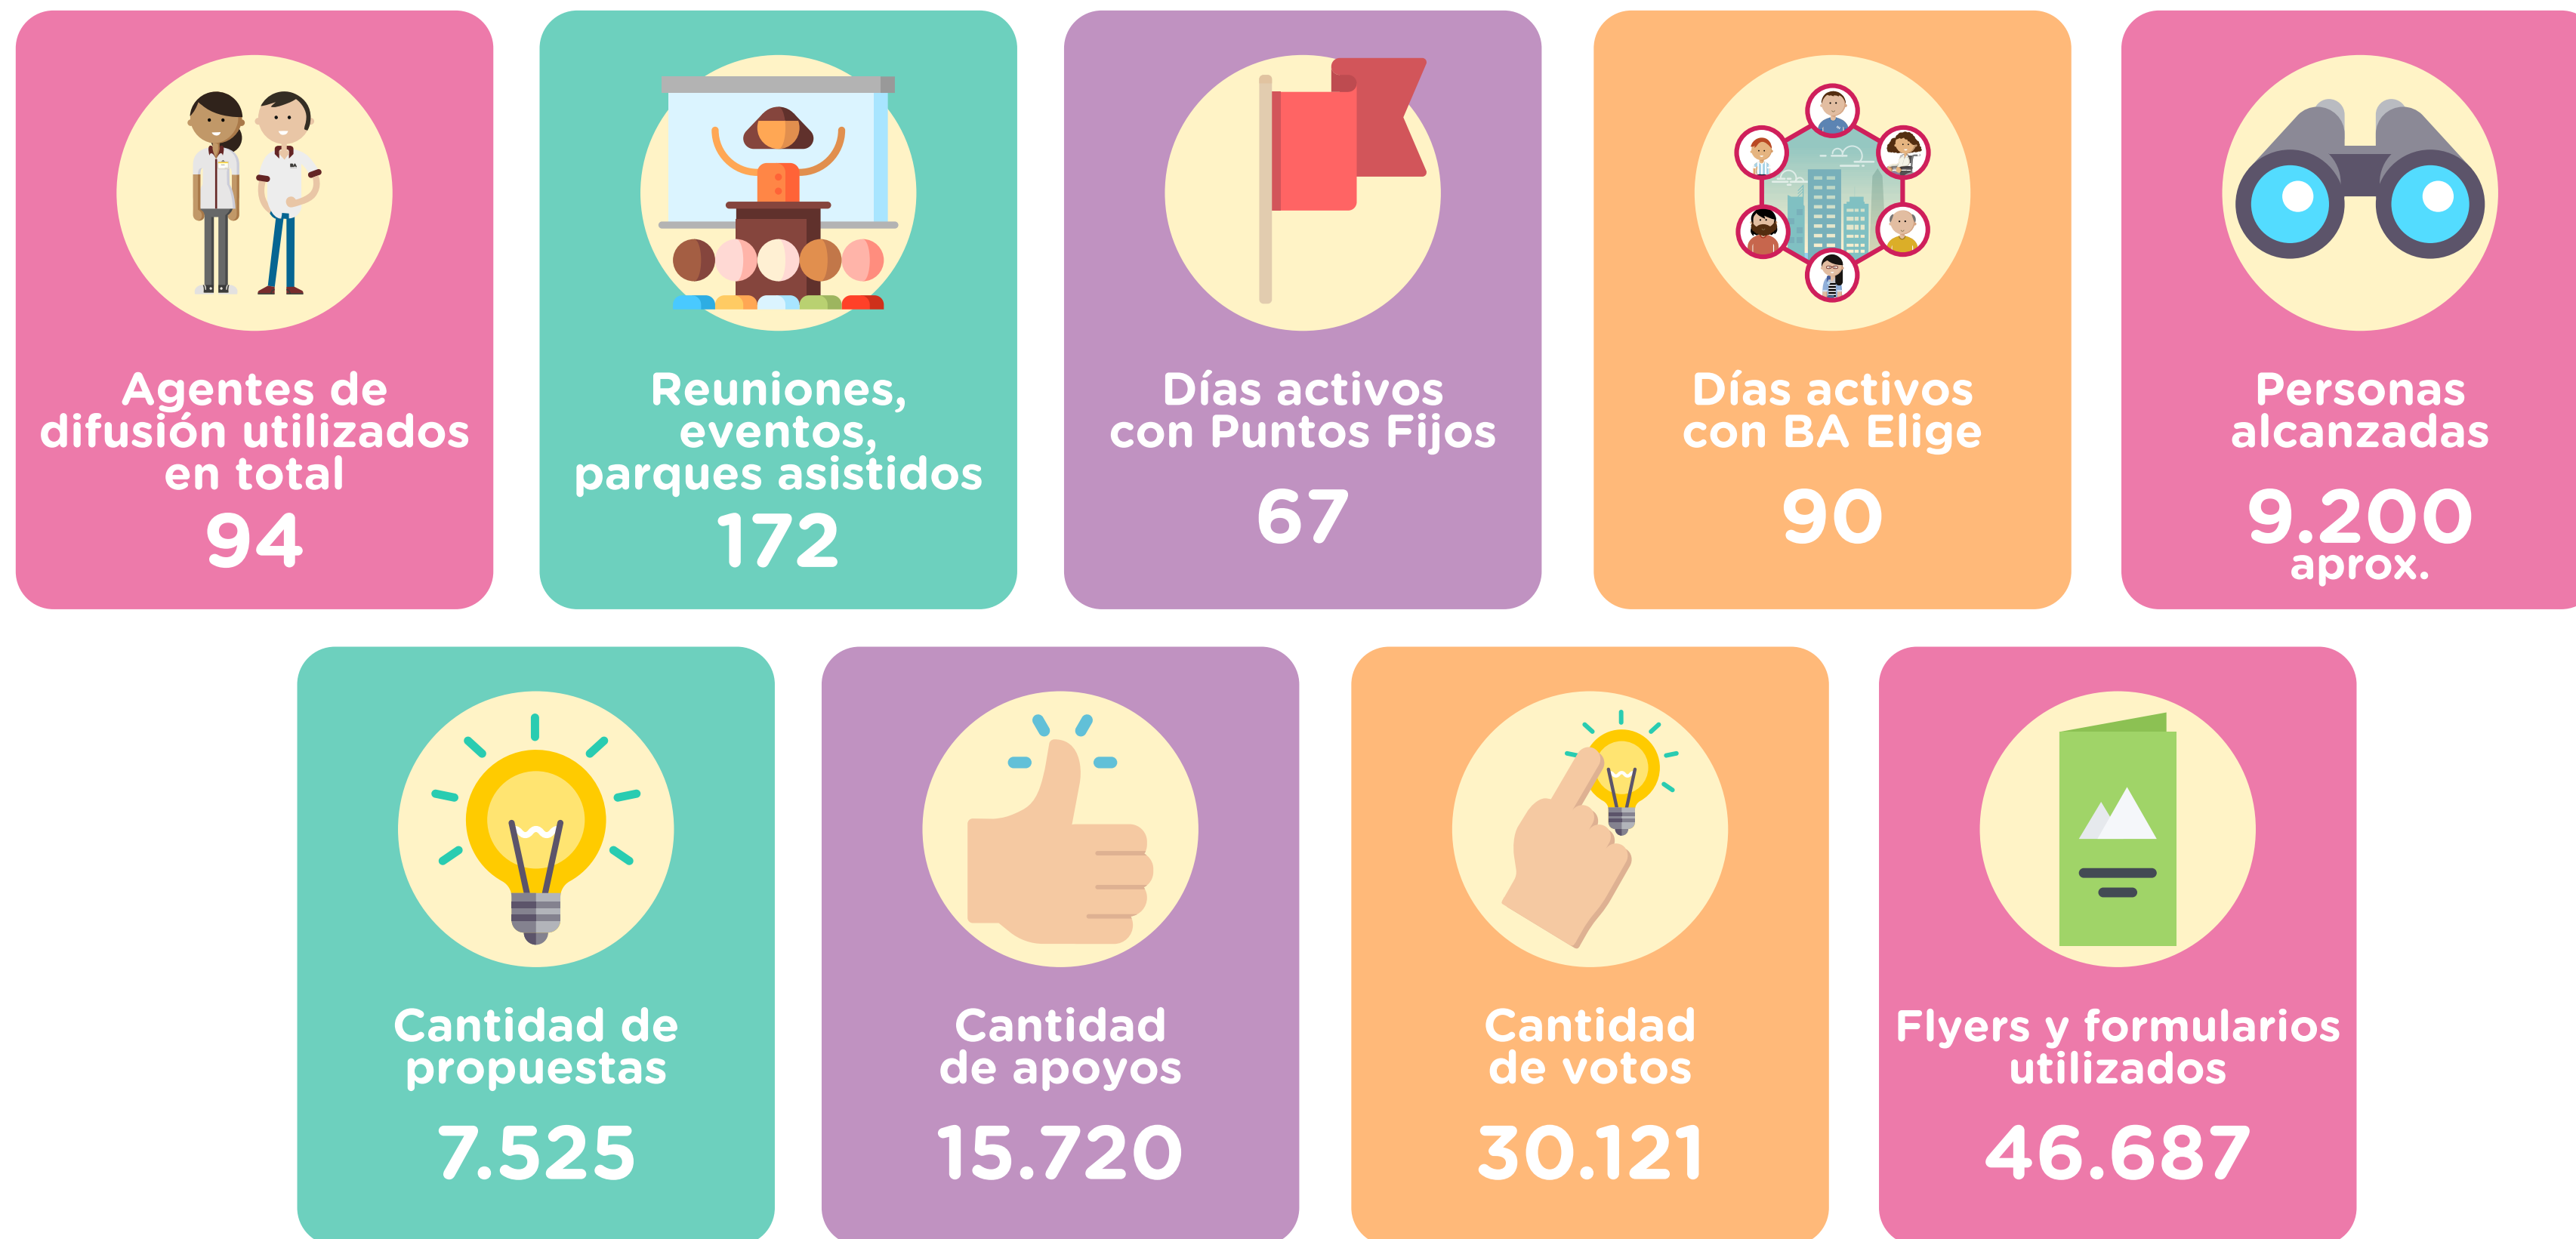 Agentes de
difusión utilizados
en total
94
Reuniones,
eventos,
parques asistidos
172
Días activos
con Puntos Fijos
67
Días activos
con BA Elige
90
Personas
alcanzadas
9.200
aprox.
Cantidad de
propuestas
7.525
Cantidad
de apoyos
15.720
Cantidad
de votos
30.121
Flyers y formularios
utilizados
46.687